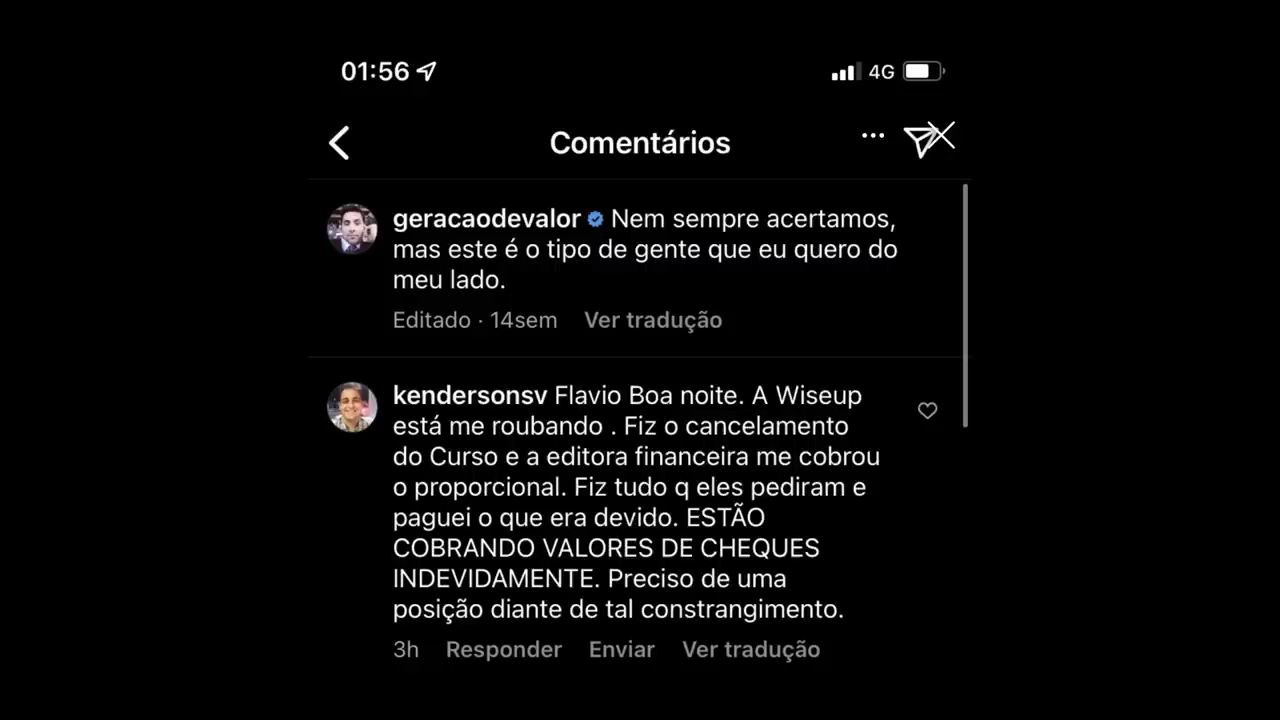 01:56
4G
Comentários
geracaodevalor Nem sempre acertamos,
mas este é o tipo de gente que eu quero do
meu lado.
Editado · 14sem Ver tradução
kendersonsv Flavio Boa noite. A Wiseup
está me roubando . Fiz o cancelamento
do Curso e a editora financeira me cobrou
o proporcional. Fiz tudo q eles pediram e
paguei o que era devido. ESTÃO
COBRANDO VALORES DE CHEQUES
INDEVIDAMENTE. Preciso de uma
posição diante de tal constrangimento.
3h Responder Enviar Ver tradução